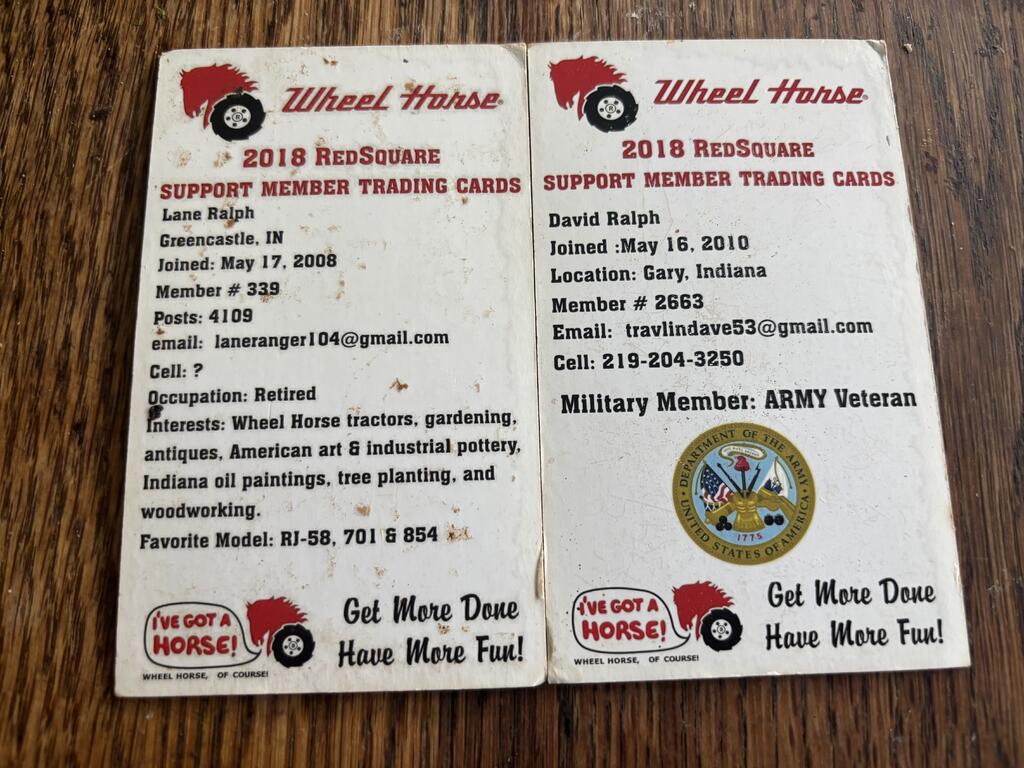 Wheel Horse®
2018 RedSquare
Support Member Trading Cards
Lane Ralph
Greencastle, IN
Joined: May 17, 2008
Member # 339
Posts: 4109
email: laneranger104@gmail.com
Cell: ?
Occupation: Retired
Interests: Wheel Horse tractors, gardening,
antiques, American art & industrial pottery,
Indiana oil paintings, tree planting, and
woodworking.
Favorite Model: RJ-58, 701 & 854
I'VE GOT A
HORSE!
WHEEL HORSE, OF COURSE!
Get More Done
Have More Fun!
Wheel Horse®
2018 RedSquare
Support Member Trading Cards
David Ralph
Joined :May 16, 2010
Location: Gary, Indiana
Member # 2663
Email: travlindave53@gmail.com
Cell: 219-204-3250
Military Member: ARMY Veteran
DEPARTMENT OF THE ARMY
1775
UNITED STATES OF AMERICA
I'VE GOT A
HORSE!
WHEEL HORSE, OF COURSE!
Get More Done
Have More Fun!